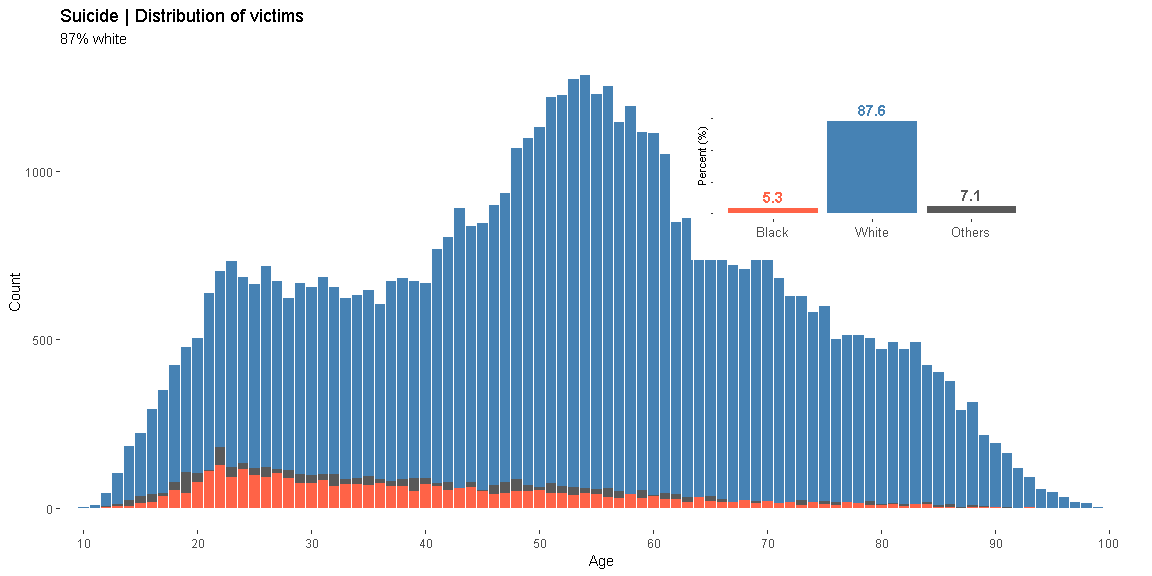 Suicide | Distribution of victims
87% white
Count
1000
500
0
10 20 30 40 50 60 70 80 90 100
Age
Percent (%)
5.3
87.6
7.1
Black White Others